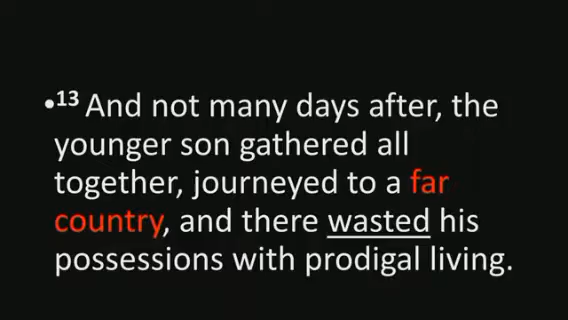 •13 And not many days after, the
younger son gathered all
together, journeyed to a far
country, and there wasted his
possessions with prodigal living.